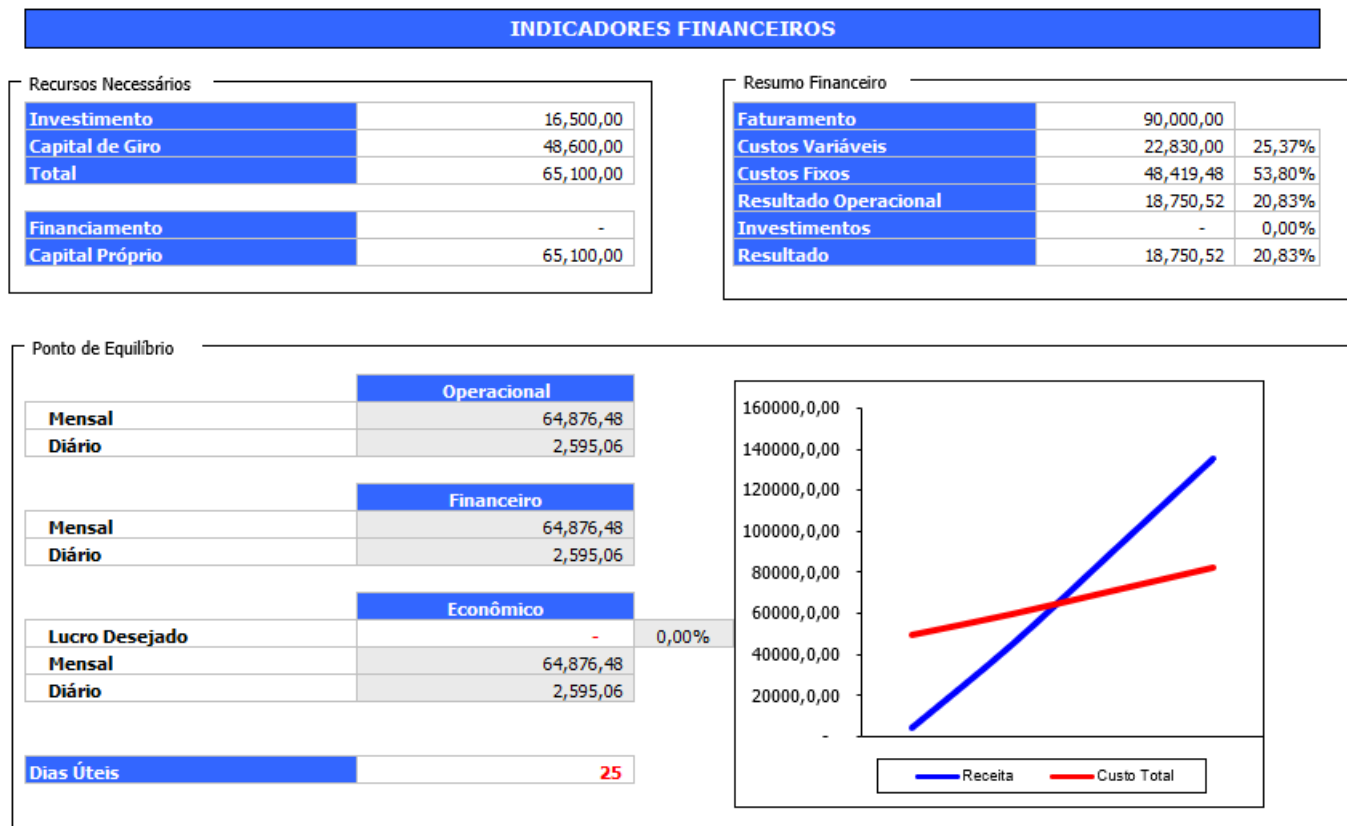 INDICADORES FINANCEIROS
Recursos Necessários
Investimento 16,500,00
Capital de Giro 48,600,00
Total 65,100,00
Financiamento -
Capital Próprio 65,100,00
Resumo Financeiro
Faturamento 90,000,00
Custos Variáveis 22,830,00 25,37%
Custos Fixos 48,419,48 53,80%
Resultado Operacional 18,750,52 20,83%
Investimentos - 0,00%
Resultado 18,750,52 20,83%
Ponto de Equilíbrio
Operacional
Mensal 64,876,48
Diário 2,595,06
Financeiro
Mensal 64,876,48
Diário 2,595,06
Econômico
Lucro Desejado - 0,00%
Mensal 64,876,48
Diário 2,595,06
Dias Úteis 25
160000,0,00
140000,0,00
120000,0,00
100000,0,00
80000,0,00
60000,0,00
40000,0,00
20000,0,00
-
Receita Custo Total